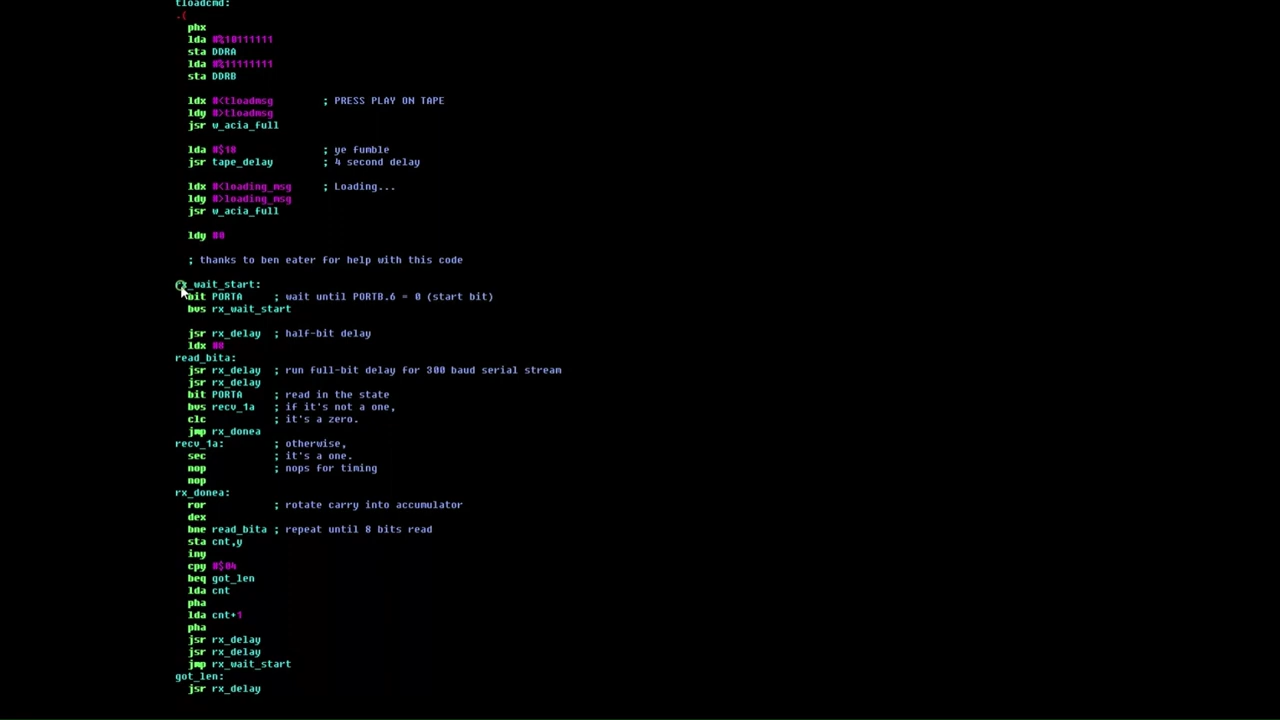 tloadcmd:
.(
phx
lda #%10111111
sta DDRA
lda #%11111111
sta DDRB
ldx #<tloadmsg ; PRESS PLAY ON TAPE
ldy #>tloadmsg
jsr w_acia_full
lda #$18 ; ye fumble
jsr tape_delay ; 4 second delay
ldx #<loading_msg ; Loading...
ldy #>loading_msg
jsr w_acia_full
ldy #0
; thanks to ben eater for help with this code
rx_wait_start:
bit PORTA ; wait until PORTB.6 = 0 (start bit)
bvs rx_wait_start
jsr rx_delay ; half-bit delay
ldx #8
read_bita:
jsr rx_delay ; run full-bit delay for 300 baud serial stream
jsr rx_delay
bit PORTA ; read in the state
bvs recv_1a ; if it's not a one,
clc ; it's a zero.
jmp rx_donea
recv_1a: ; otherwise,
sec ; it's a one.
nop ; nops for timing
nop
rx_donea:
ror ; rotate carry into accumulator
dex
bne read_bita ; repeat until 8 bits read
sta cnt,y
iny
cpy #$04
beq got_len
lda cnt
pha
lda cnt+1
pha
jsr rx_delay
jsr rx_delay
jmp rx_wait_start
got_len:
jsr rx_delay